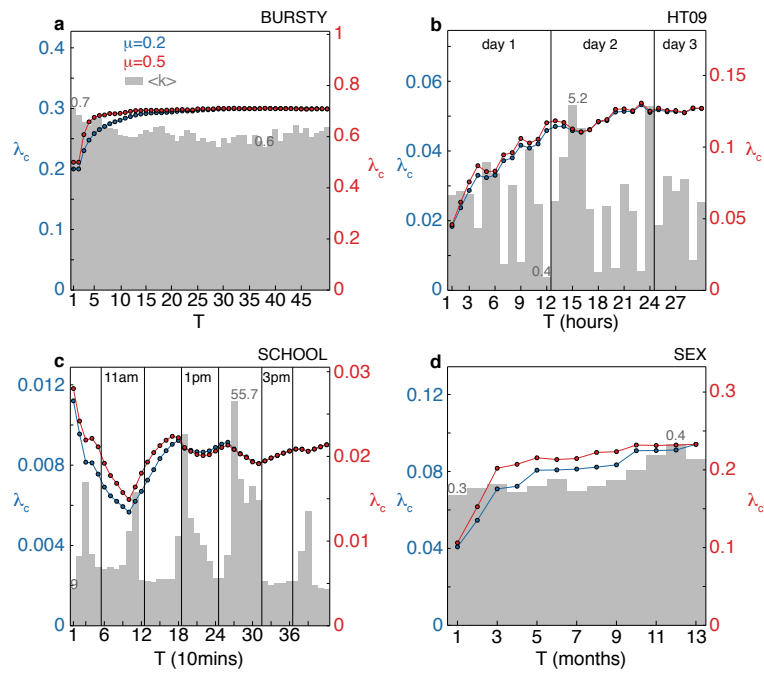 a
BURSTY
μ=0.2
μ=0.5
<k>
0.4
0.3
0.2
0.1
0
λc
1
0.8
0.6
0.4
0.2
0
λc
0.7
0.6
1 5 10 15 20 25 30 35 40 45
T
b
HT09
day 1
day 2
day 3
0.06
0.04
0.02
0
λc
0.15
0.10
0.05
0
λc
5.2
0.4
1 3 6 9 12 15 18 21 24 27
T (hours)
c
SCHOOL
11am
1pm
3pm
0.012
0.008
0.004
0
λc
0.03
0.02
0.01
0
λc
9
55.7
1 6 12 18 24 30 36
T (10mins)
d
SEX
0.12
0.08
0.04
0
λc
0.3
0.2
0.1
0
λc
0.3
0.4
1 3 5 7 9 11 13
T (months)